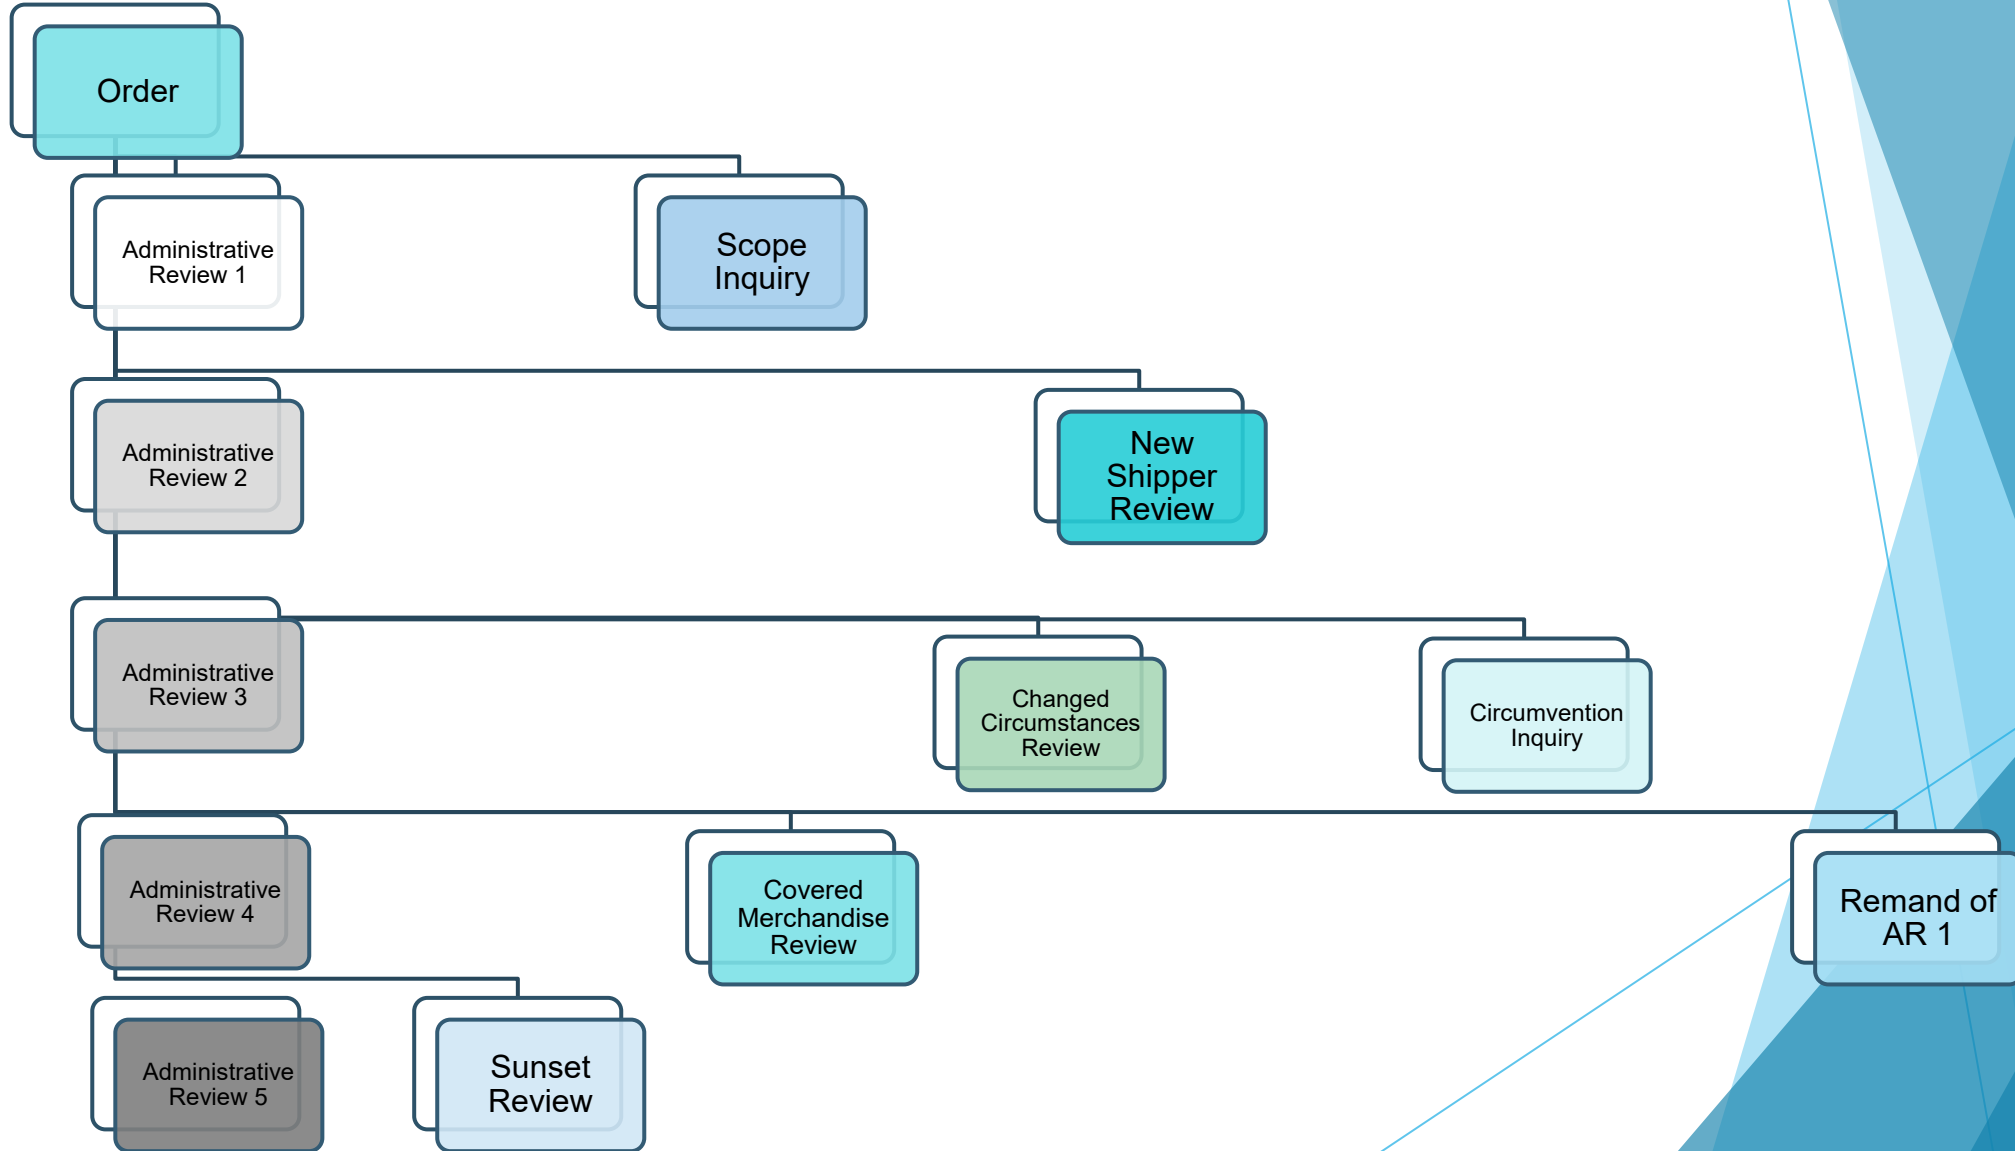 Order
Administrative
Review 1
Scope
Inquiry
Administrative
Review 2
New
Shipper
Review
Administrative
Review 3
Changed
Circumstances
Review
Circumvention
Inquiry
Administrative
Review 4
Covered
Merchandise
Review
Remand of
AR 1
Administrative
Review 5
Sunset
Review